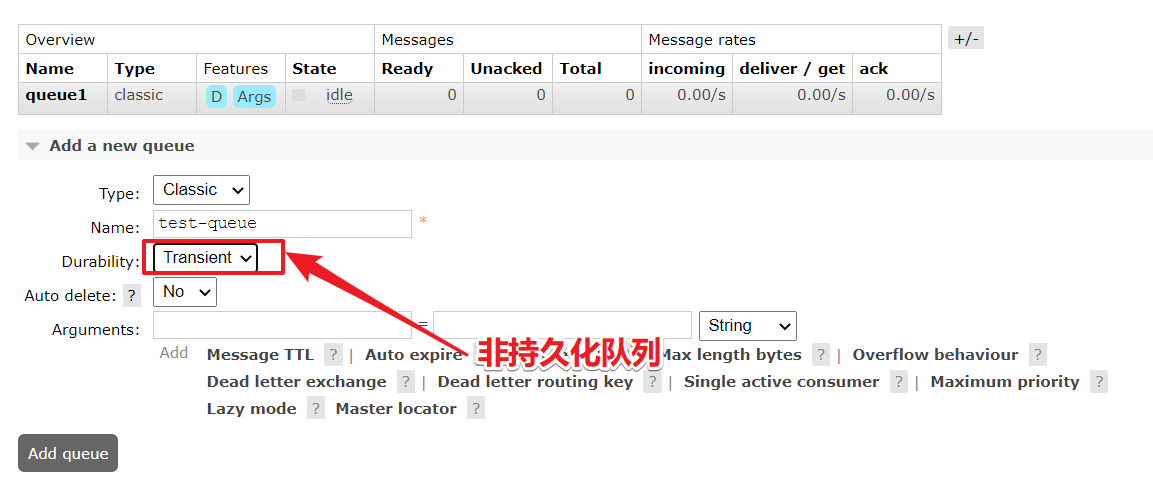 Overview Messages Message rates +/-
Name Type Features State Ready Unacked Total incoming deliver / get ack
queue1 classic D Args idle 0 0 0 0.00/s 0.00/s 0.00/s
Add a new queue
Type: Classic
Name: test-queue *
Durability: Transient
Auto delete: ? No
Arguments: = String
非持久化队列
Add Message TTL ? | Auto expire Max length bytes ? | Overflow behaviour ?
Dead letter exchange ? | Dead letter routing key ? | Single active consumer ? | Maximum priority ?
Lazy mode ? Master locator ?
Add queue